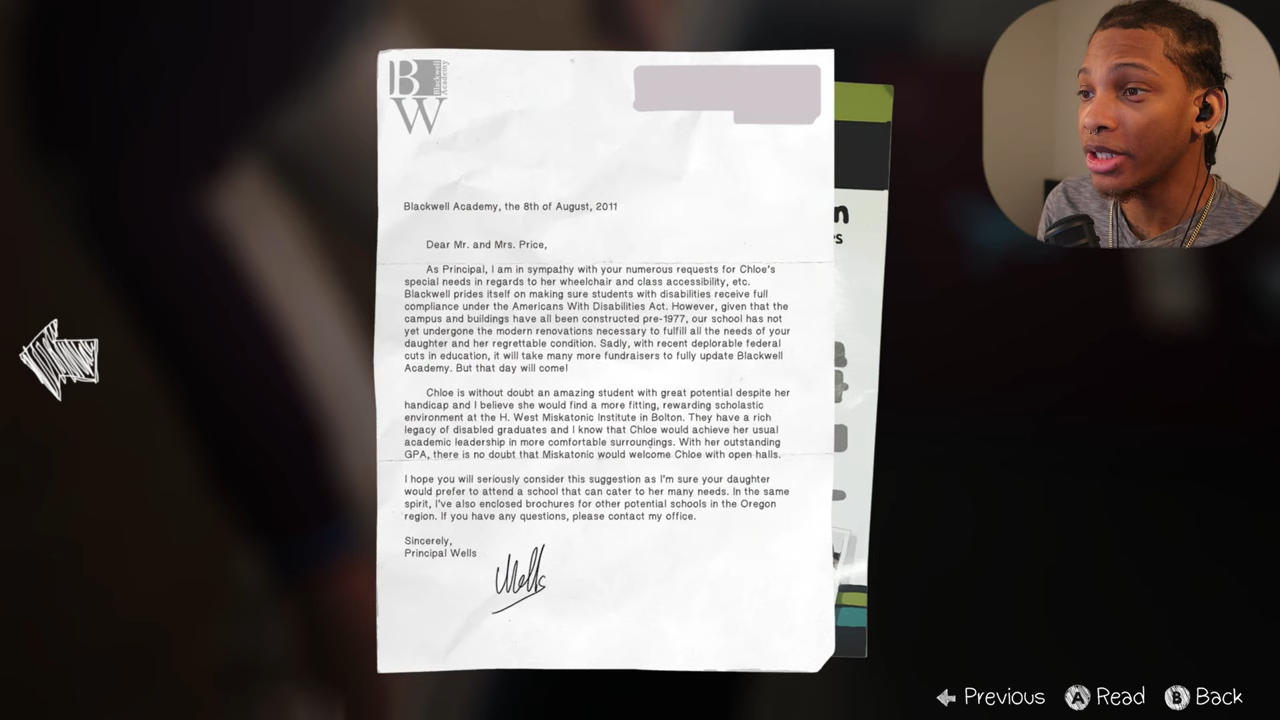 B Blackwell Academy
W
Blackwell Academy, the 8th of August, 2011
Dear Mr. and Mrs. Price,
As Principal, I am in sympathy with your numerous requests for Chloe's
special needs in regards to her wheelchair and class accessibility, etc.
Blackwell prides itself on making sure students with disabilities receive full
compliance under the Americans With Disabilities Act. However, given that the
campus and buildings have all been constructed pre-1977, our school has not
yet undergone the modern renovations necessary to fulfill all the needs of your
daughter and her regrettable condition. Sadly, with recent deplorable federal
cuts in education, it will take many more fundraisers to fully update Blackwell
Academy. But that day will come!
Chloe is without doubt an amazing student with great potential despite her
handicap and I believe she would find a more fitting, rewarding scholastic
environment at the H. West Miskatonic Institute in Bolton. They have a rich
legacy of disabled graduates and I know that Chloe would achieve her usual
academic leadership in more comfortable surroundings. With her outstanding
GPA, there is no doubt that Miskatonic would welcome Chloe with open halls.
I hope you will seriously consider this suggestion as I'm sure your daughter
would prefer to attend a school that can cater to her many needs. In the same
spirit, I've also enclosed brochures for other potential schools in the Oregon
region. If you have any questions, please contact my office.
Sincerely,
Principal Wells
Wells
n
es
Previous A Read B Back